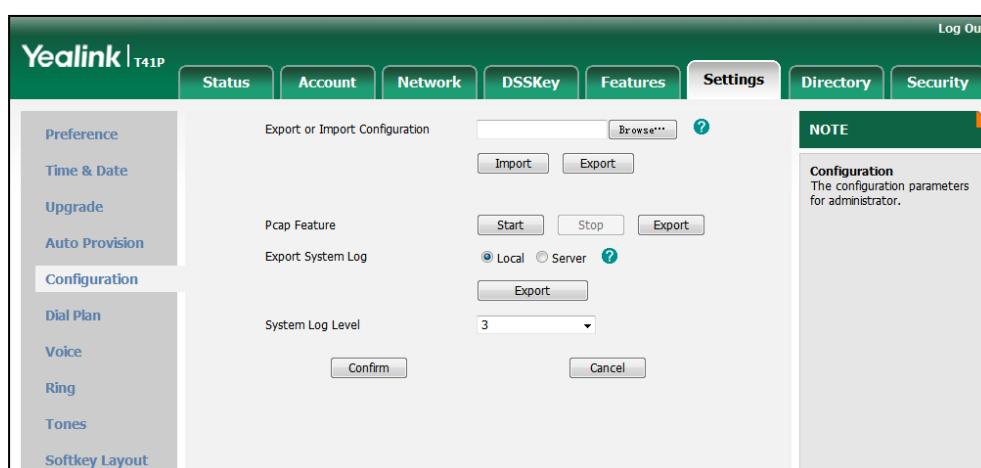 Log Ou
Yealink T41P
Status Account Network DSSKey Features Settings Directory Security
Preference
Time & Date
Upgrade
Auto Provision
Configuration
Dial Plan
Voice
Ring
Tones
Softkey Layout
Export or Import Configuration Browse... ?
Import Export
Pcap Feature Start Stop Export
Export System Log Local Server ?
Export
System Log Level 3
Confirm Cancel
NOTE
Configuration
The configuration parameters
for administrator.